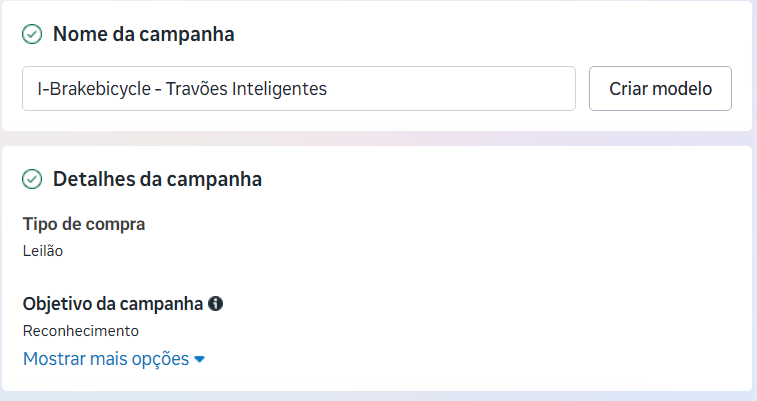 Nome da campanha
I-Brakebicycle - Travões Inteligentes
Criar modelo
Detalhes da campanha
Tipo de compra
Leilão
Objetivo da campanha
Reconhecimento
Mostrar mais opções